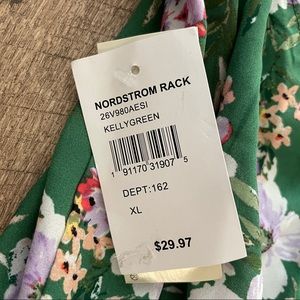 NORDSTROM RACK
26V980AESI
KELLYGREEN
1 91170 31907 5
DEPT:162
XL
$29.97